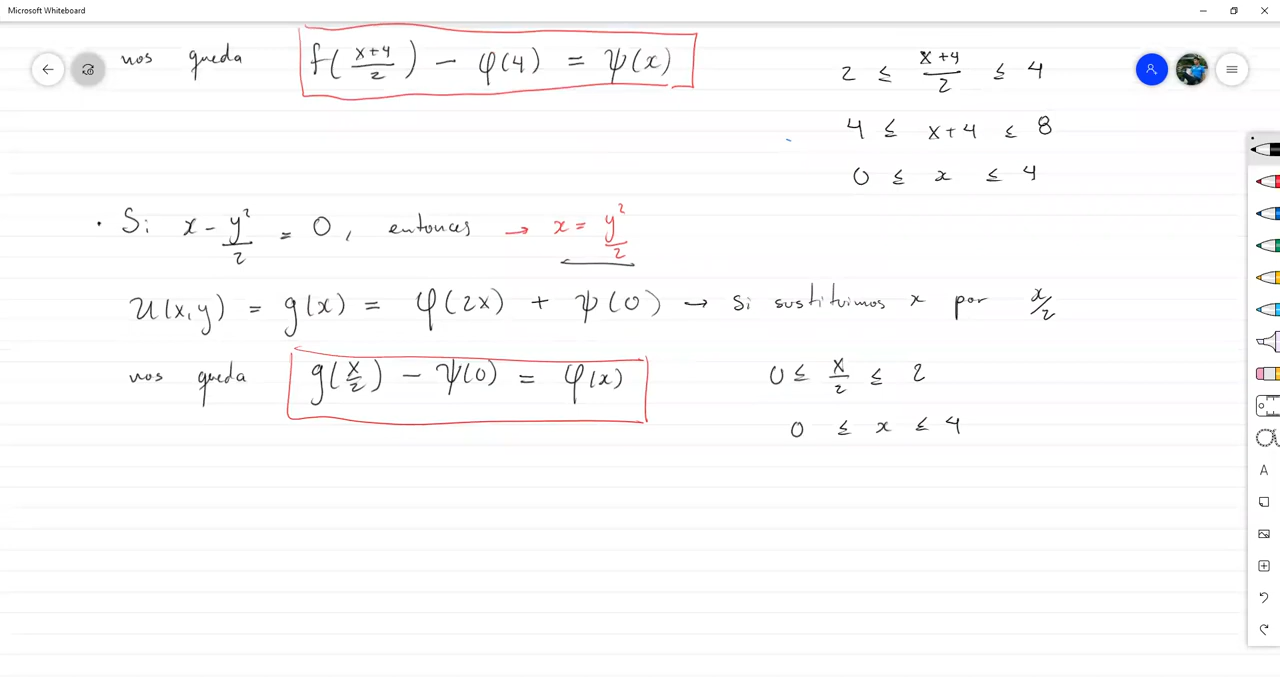 Microsoft Whiteboard
nos queda f(x+4/2) - φ(4) = ψ(x)
2 ≤ x+4/2 ≤ 4
4 ≤ x+4 ≤ 8
0 ≤ x ≤ 4
· Si x - y²/2 = 0, entonces → x = y²/2
u(x,y) = g(x) = φ(2x) + ψ(0) → si sustituimos x por x/2
nos queda g(x/2) - ψ(0) = φ(x)
0 ≤ x/2 ≤ 2
0 ≤ x ≤ 4
A